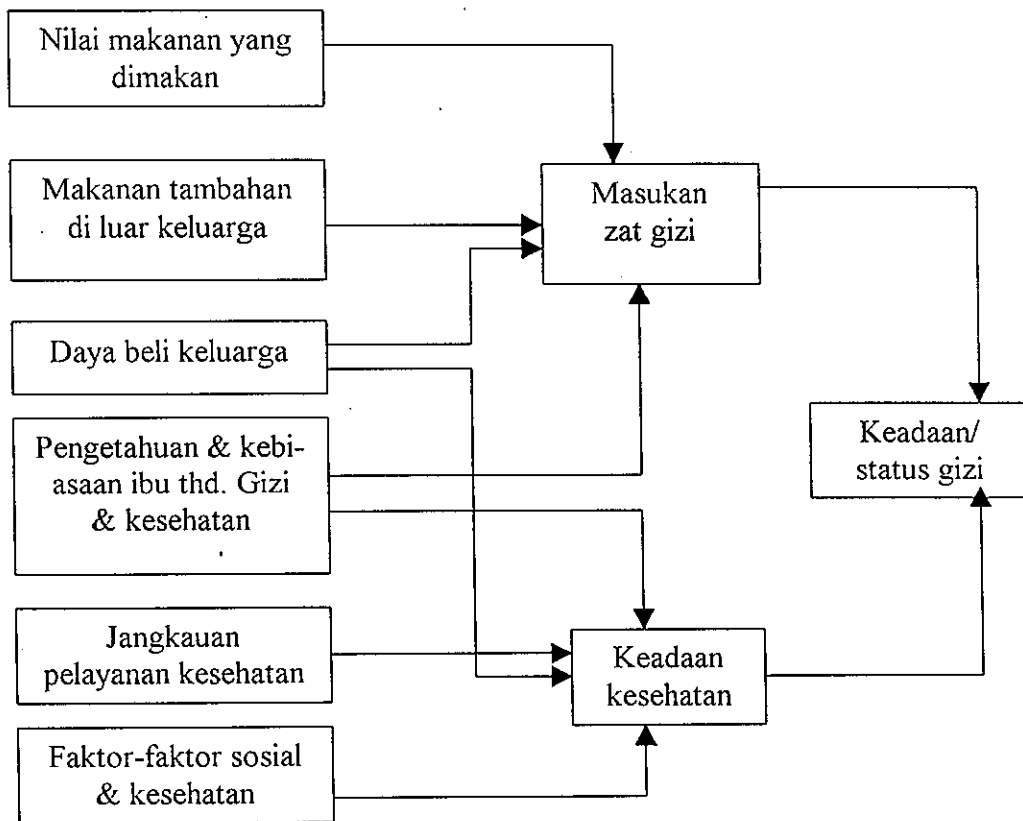 Nilai makanan yang
dimakan
Makanan tambahan
di luar keluarga
Daya beli keluarga
Pengetahuan & kebi-
asaan ibu thd. Gizi
& kesehatan
Jangkauan
pelayanan kesehatan
Faktor-faktor sosial
& kesehatan
Masukan
zat gizi
Keadaan
kesehatan
Keadaan/
status gizi